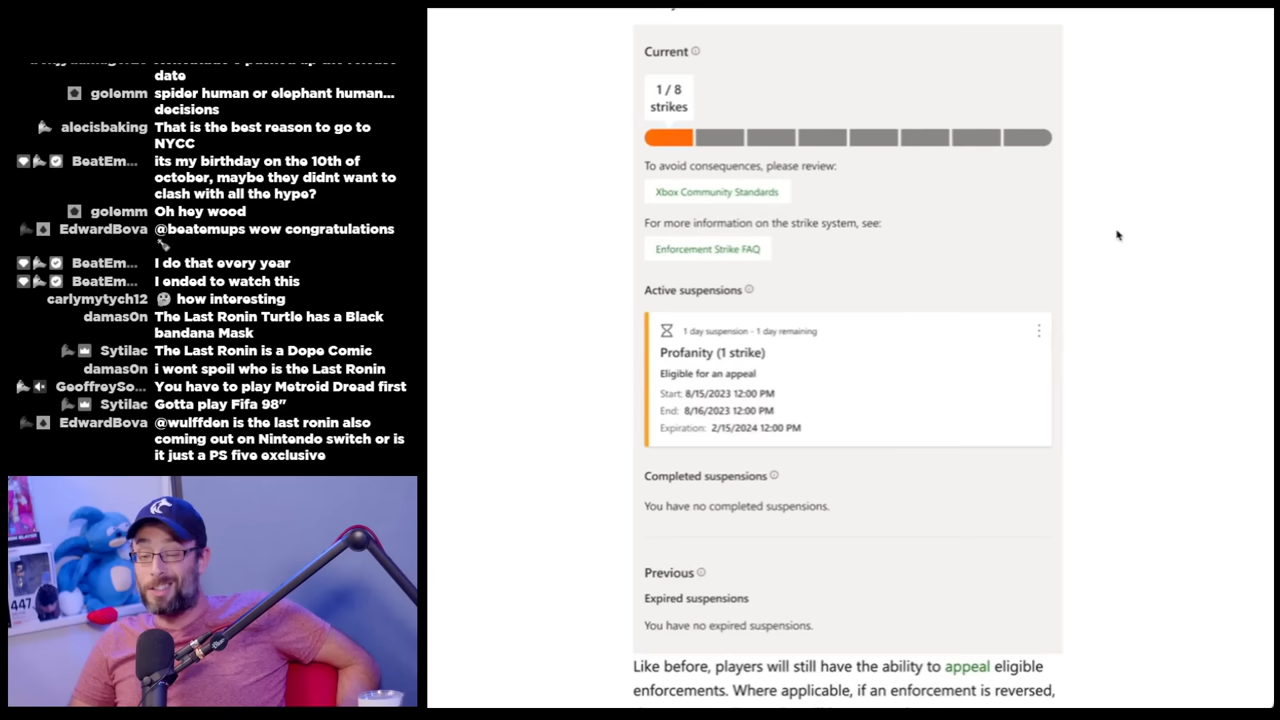 date
golemm spider human or elephant human...
decisions
alecisbaking That is the best reason to go to
NYCC
BeatEm... its my birthday on the 10th of
october, maybe they didnt want to
clash with all the hype?
golemm Oh hey wood
EdwardBova @beatemups wow congratulations
BeatEm... I do that every year
BeatEm... I ended to watch this
carlymytych12 how interesting
damas0n The Last Ronin Turtle has a Black
bandana Mask
Sytilac The Last Ronin is a Dope Comic
damas0n i wont spoil who is the Last Ronin
GeoffreySo... You have to play Metroid Dread first
Sytilac Gotta play Fifa 98"
EdwardBova @wulffden is the last ronin also
coming out on Nintendo switch or is
it just a PS five exclusive
447
Current
1 / 8
strikes
To avoid consequences, please review:
Xbox Community Standards
For more information on the strike system, see:
Enforcement Strike FAQ
Active suspensions
1 day suspension - 1 day remaining
Profanity (1 strike)
Eligible for an appeal
Start: 8/15/2023 12:00 PM
End: 8/16/2023 12:00 PM
Expiration: 2/15/2024 12:00 PM
Completed suspensions
You have no completed suspensions.
Previous
Expired suspensions
You have no expired suspensions.
Like before, players will still have the ability to appeal eligible
enforcements. Where applicable, if an enforcement is reversed,